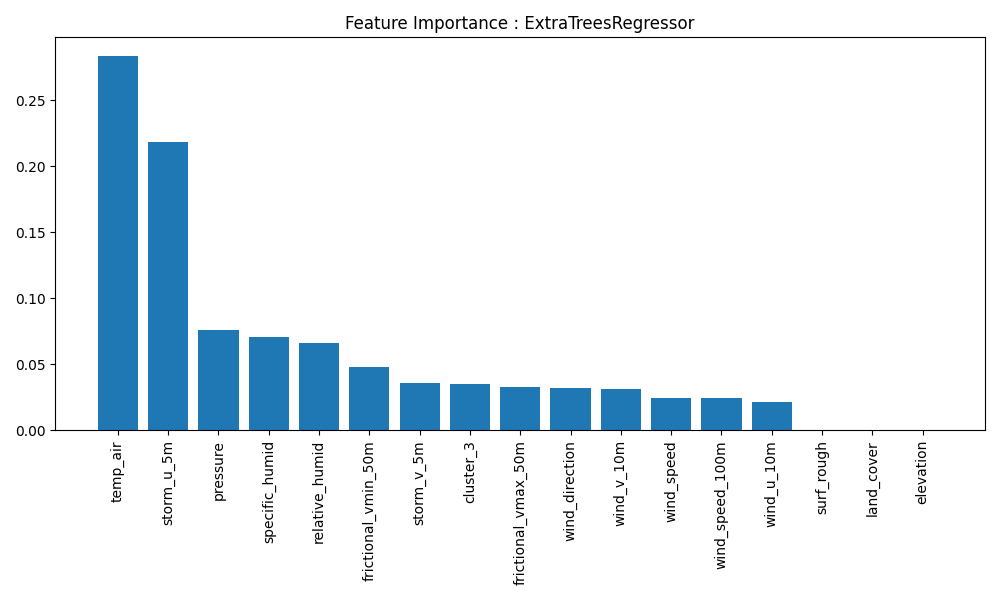 Feature Importance : ExtraTreesRegressor
0.25
0.20
0.15
0.10
0.05
0.00
temp_air
storm_u_5m
pressure
specific_humid
relative_humid
frictional_vmin_50m
storm_v_5m
cluster_3
frictional_vmax_50m
wind_direction
wind_v_10m
wind_speed
wind_speed_100m
wind_u_10m
surf_rough
land_cover
elevation